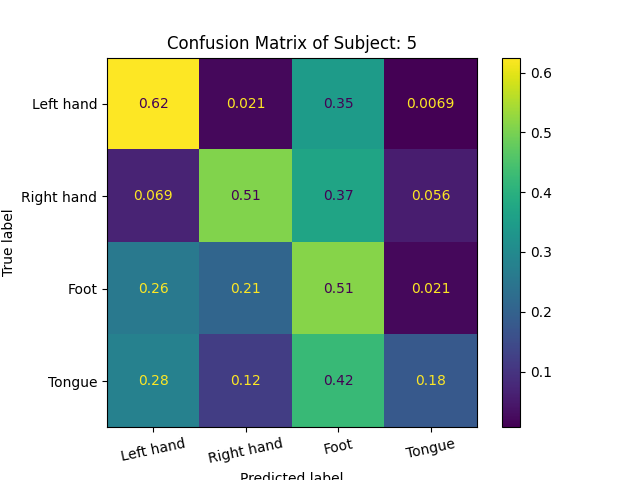 Confusion Matrix of Subject: 5
True label
Left hand 0.62 0.021 0.35 0.0069
Right hand 0.069 0.51 0.37 0.056
Foot 0.26 0.21 0.51 0.021
Tongue 0.28 0.12 0.42 0.18
Left hand Right hand Foot Tongue
Predicted label
0.6
0.5
0.4
0.3
0.2
0.1